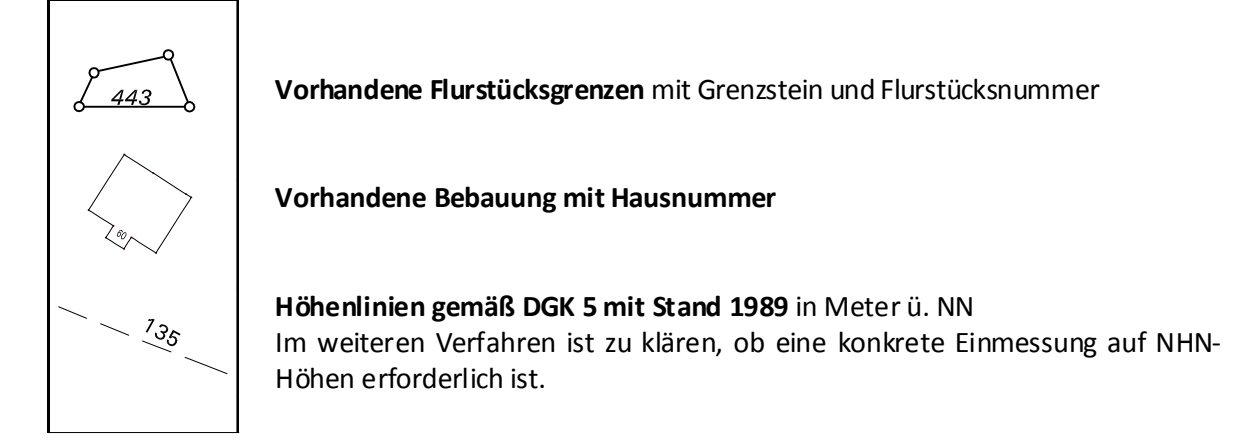 443
Vorhandene Flurstücksgrenzen mit Grenzstein und Flurstücksnummer
60
Vorhandene Bebauung mit Hausnummer
135
Höhenlinien gemäß DGK 5 mit Stand 1989 in Meter ü. NN
Im weiteren Verfahren ist zu klären, ob eine konkrete Einmessung auf NHN-
Höhen erforderlich ist.